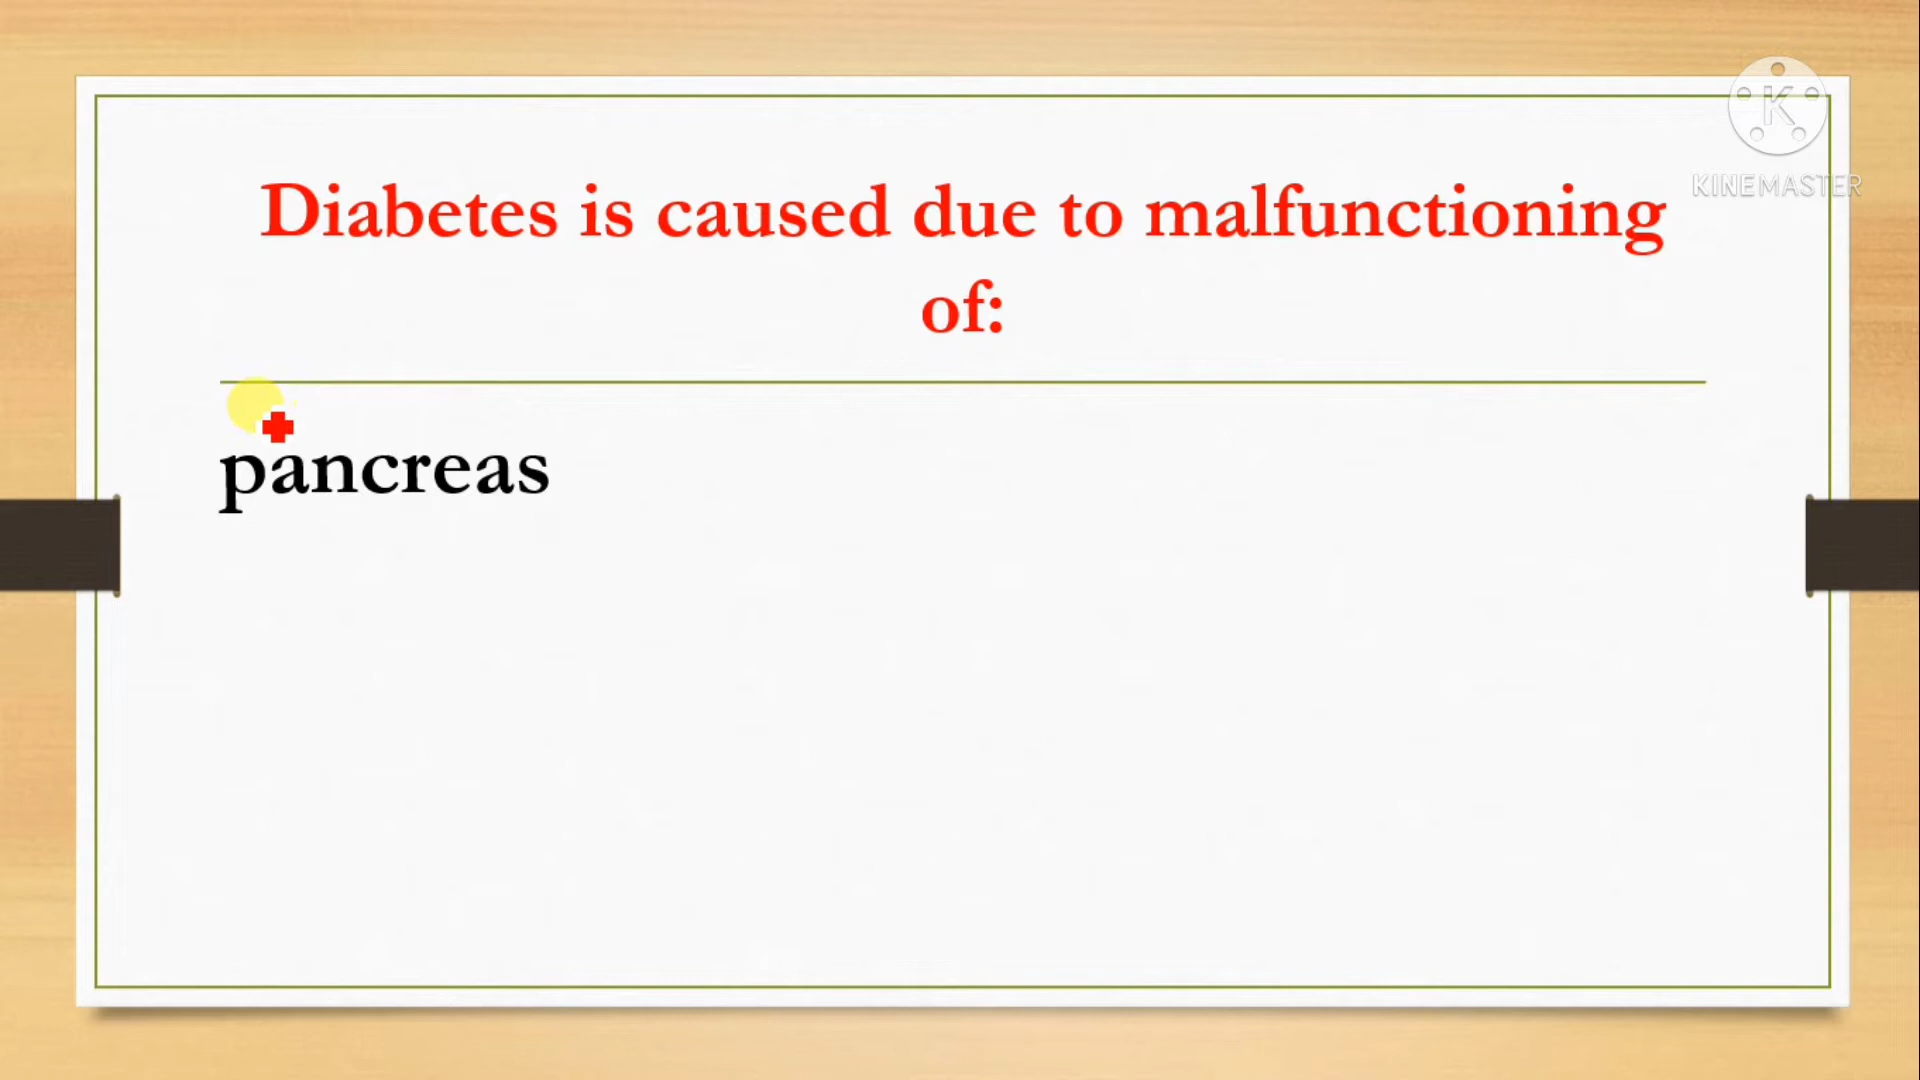 KINEMASTER
Diabetes is caused due to malfunctioning
of:
pancreas